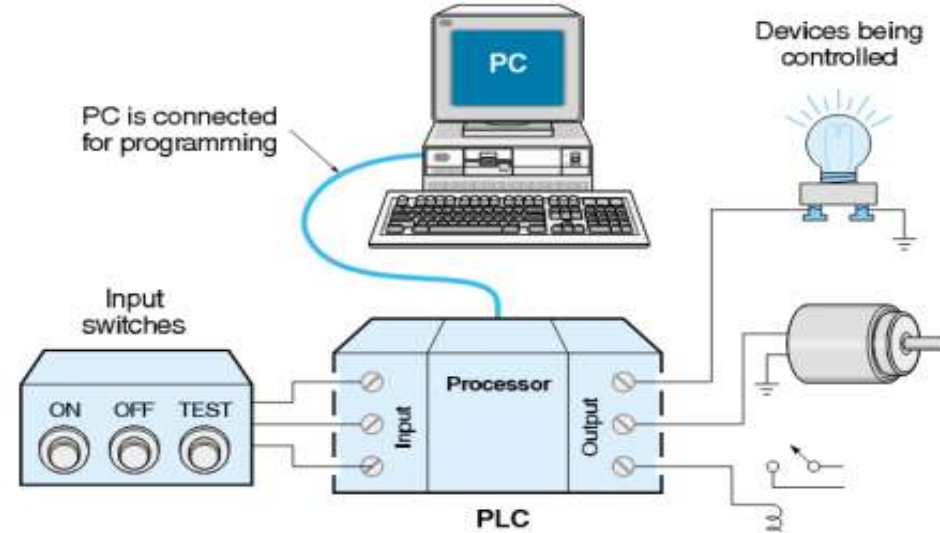 PC
Devices being
controlled
PC is connected
for programming
Input
switches
ON OFF TEST
Input
Processor
Output
PLC